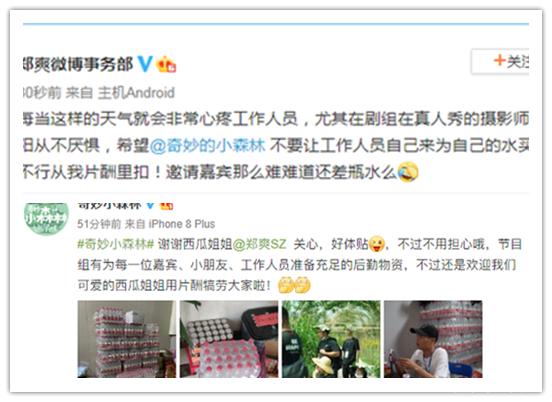 郑爽微博事务部
+关注
30秒前 来自 主机Android
每当这样的天气就会非常心疼工作人员，尤其在剧组在真人秀的摄影师
阳从不厌惧，希望@奇妙的小森林 不要让工作人员自己来为自己的水买
不行从我片酬里扣！邀请嘉宾那么难难道还差瓶水么
奇妙小森林
51分钟前 来自 iPhone 8 Plus
#奇妙小森林# 谢谢西瓜姐姐@郑爽SZ 关心，好体贴，不过不用担心哦，节目
组有为每一位嘉宾、小朋友、工作人员准备充足的后勤物资，不过还是欢迎我们
可爱的西瓜姐姐用片酬犒劳大家啦！